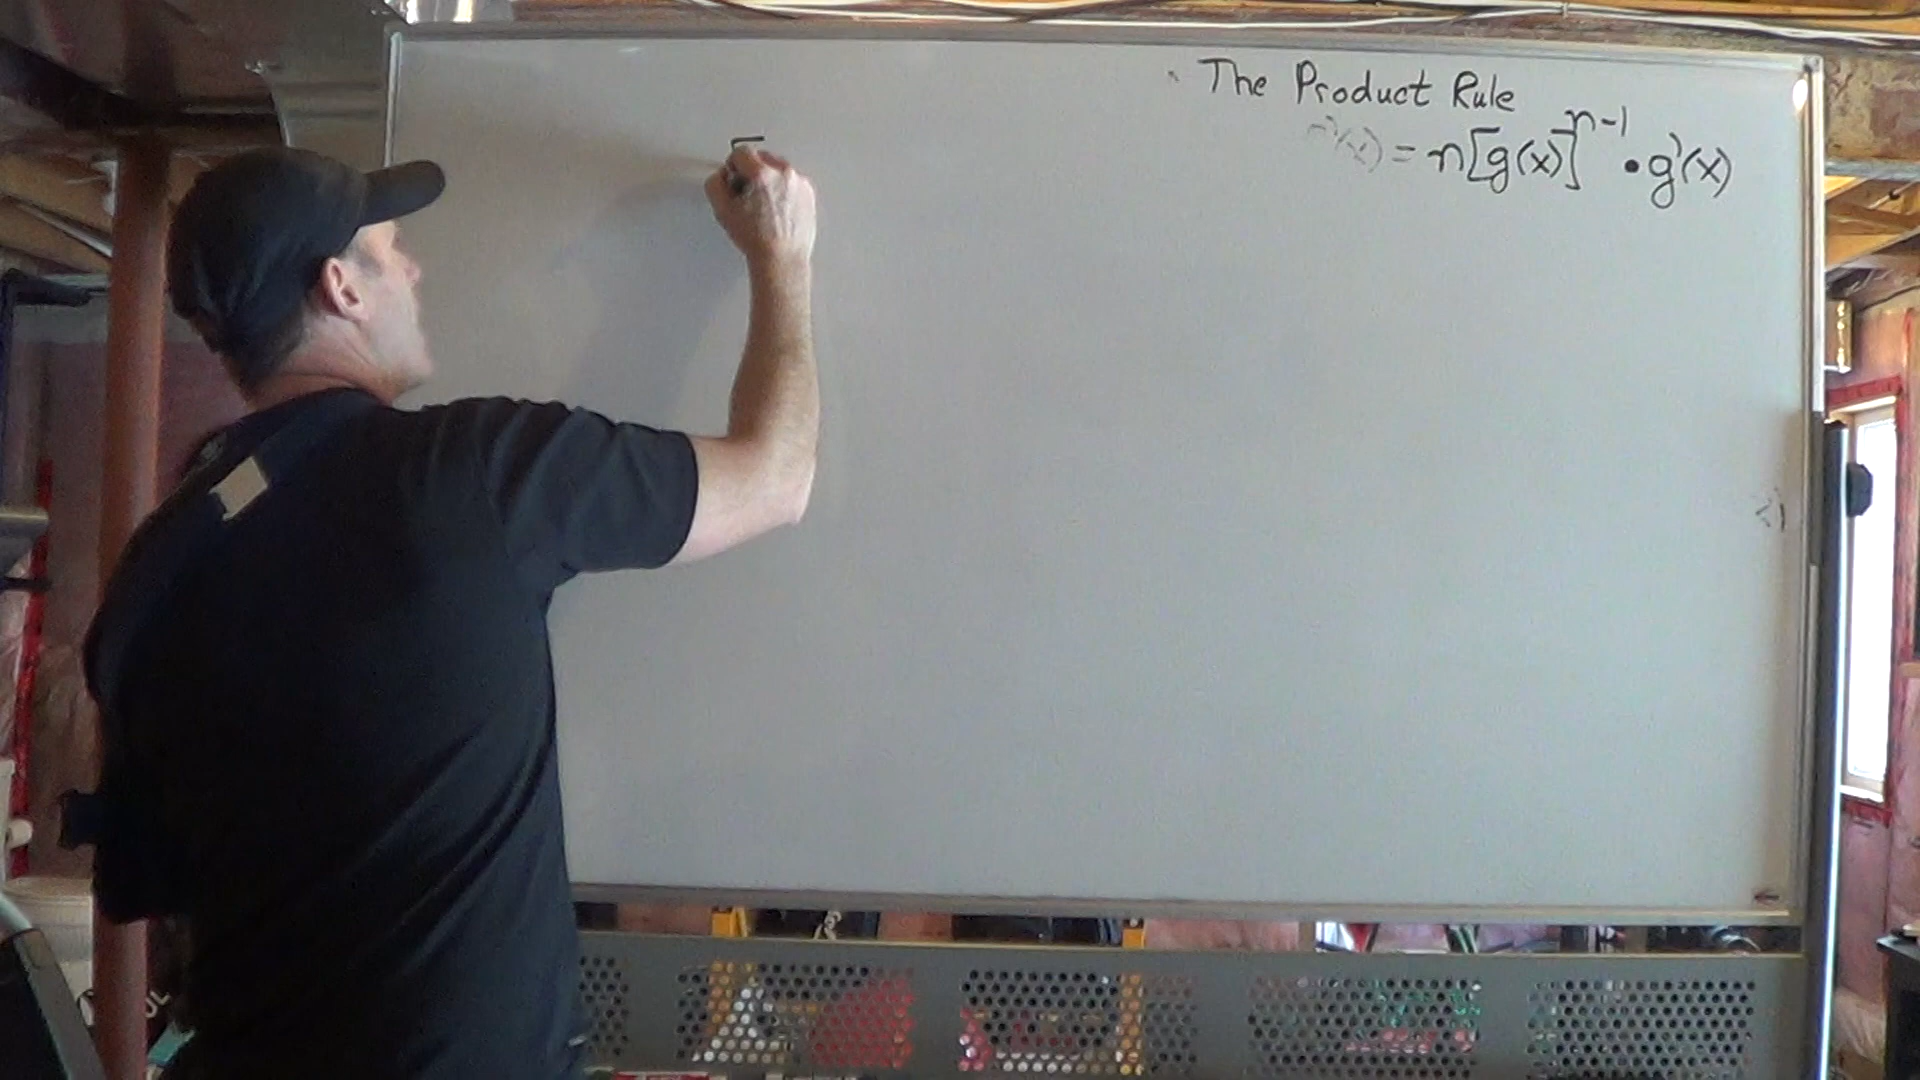 The Product Rule
'(x) = n[g(x)]^{n-1} • g'(x)